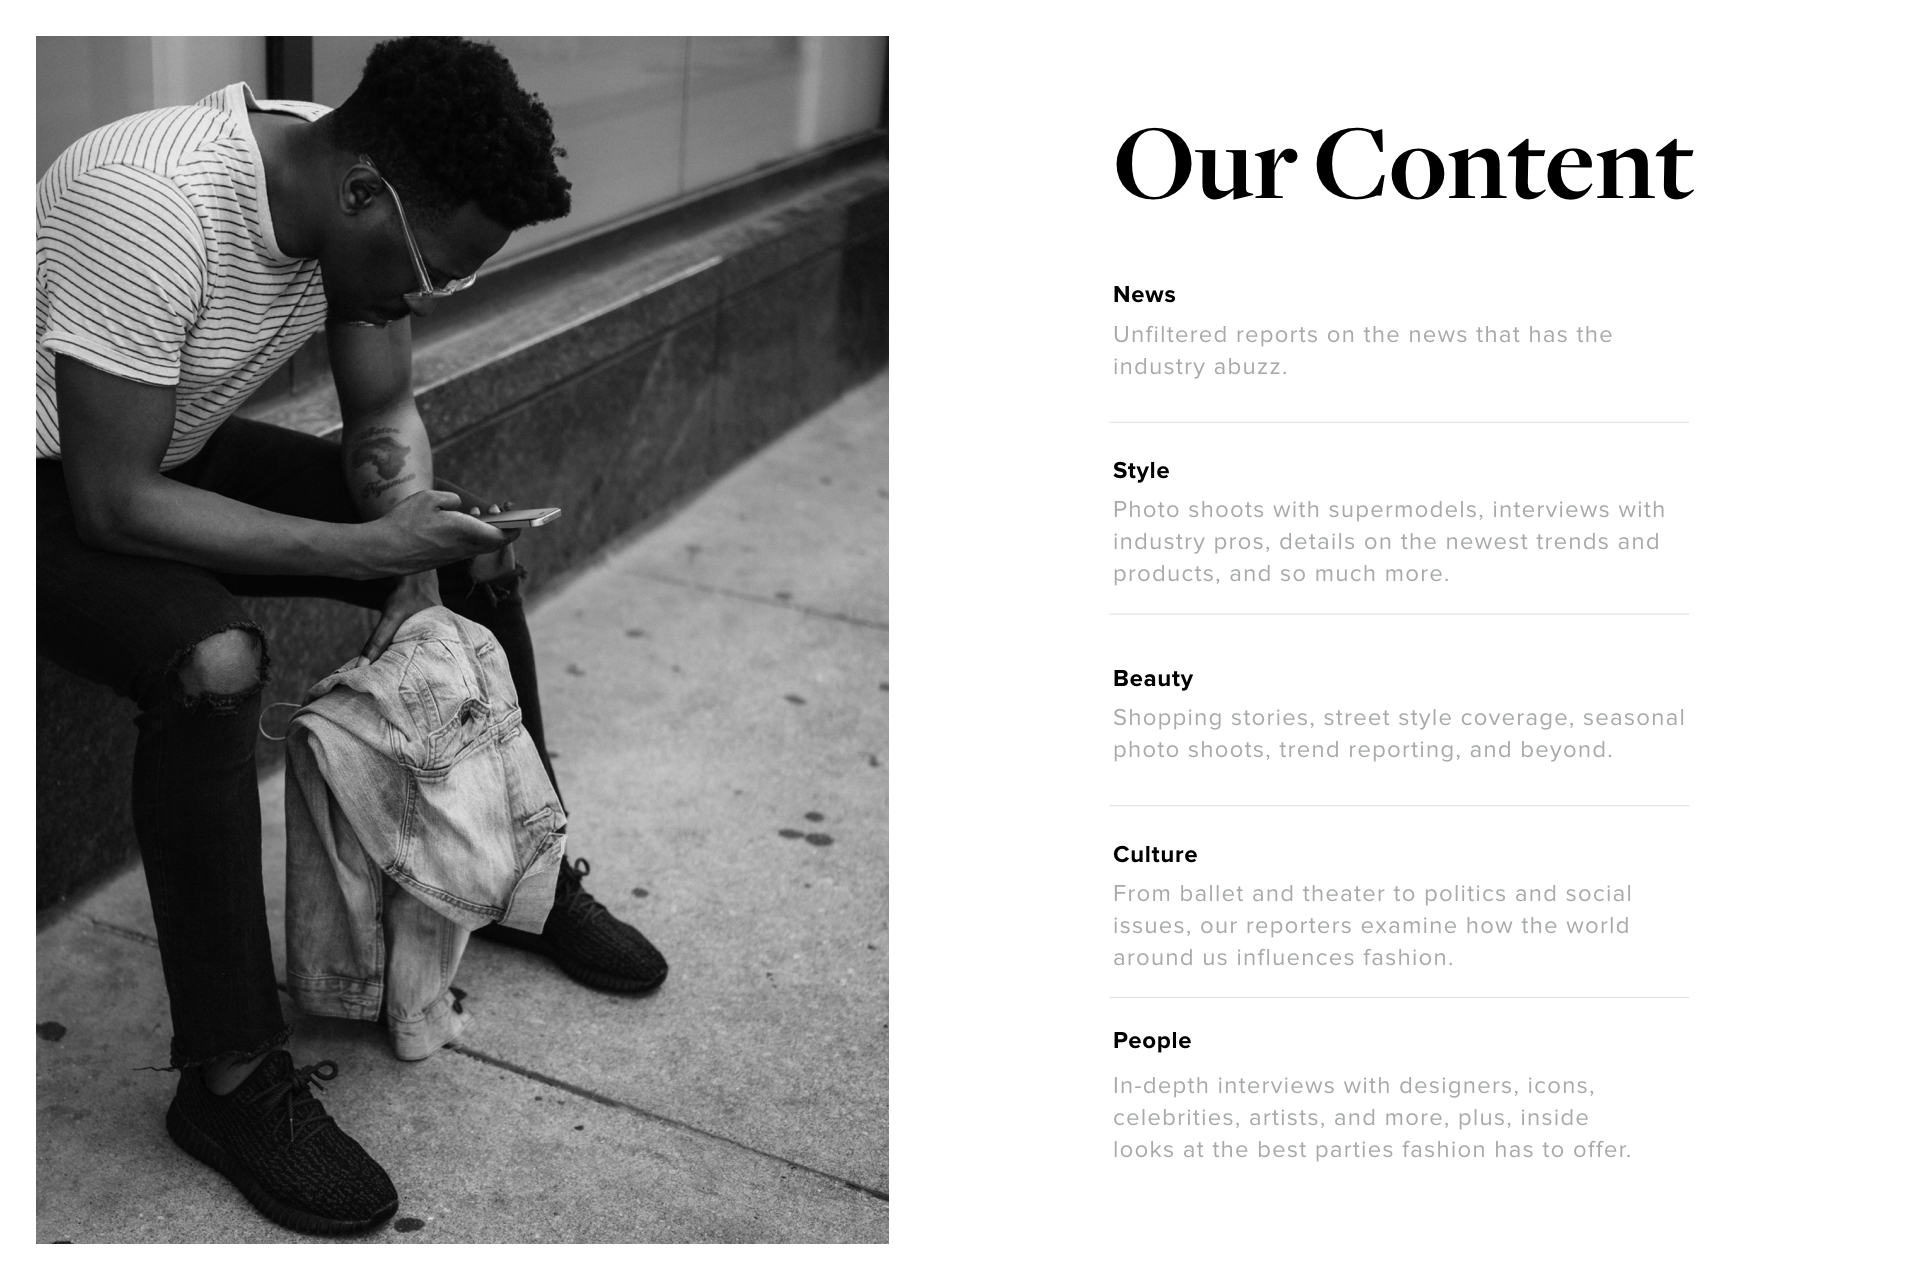 Our Content
News
Unfiltered reports on the news that has the
industry abuzz.
Style
Photo shoots with supermodels, interviews with
industry pros, details on the newest trends and
products, and so much more.
Beauty
Shopping stories, street style coverage, seasonal
photo shoots, trend reporting, and beyond.
Culture
From ballet and theater to politics and social
issues, our reporters examine how the world
around us influences fashion.
People
In-depth interviews with designers, icons,
celebrities, artists, and more, plus, inside
looks at the best parties fashion has to offer.